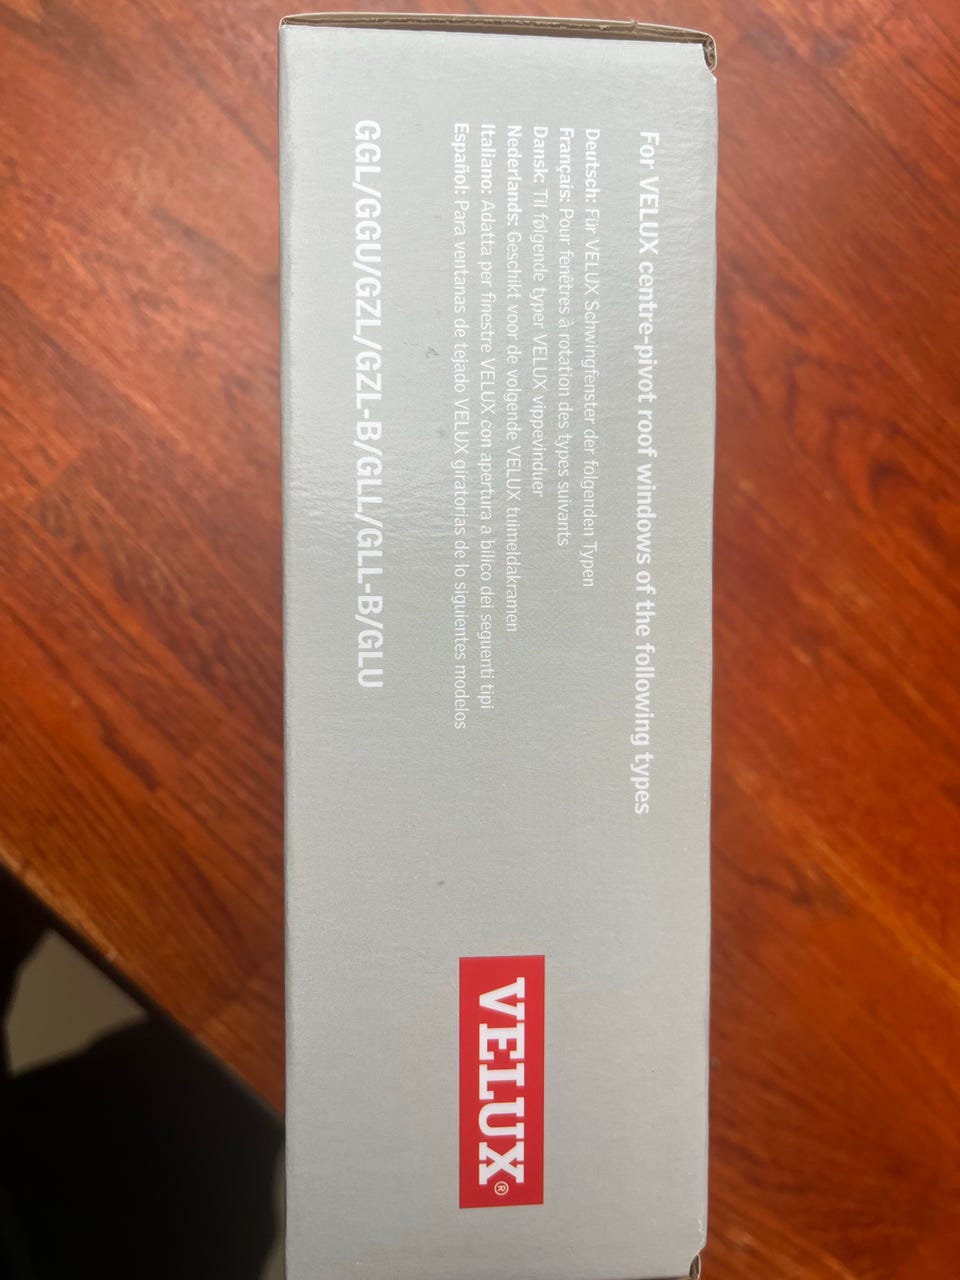 For VELUX centre-pivot roof windows of the following types
Deutsch: Für VELUX Schwingfenster der folgenden Typen
Français: Pour fenêtres à rotation des types suivants
Dansk: Til følgende typer VELUX vippevinduer
Nederlands: Geschikt voor de volgende VELUX tuimeldakramen
Italiano: Adatta per finestre VELUX con apertura a bilico dei seguenti tipi
Español: Para ventanas de tejado VELUX giratorias de lo siguientes modelos
GGL/GGU/GZL/GZL-B/GLL/GLL-B/GLU
VELUX®